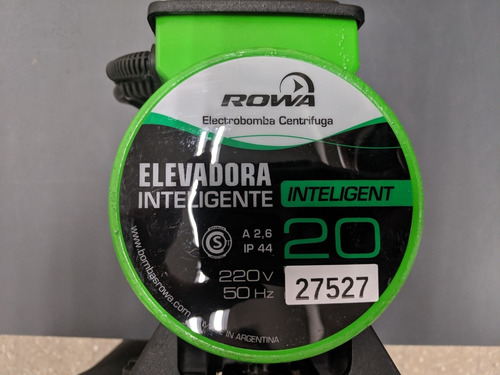 ROWA
Electrobomba Centrifuga
ELEVADORA
INTELIGENTE
INTELIGENT
20
A 2,6
IP 44
S
220 V
50 Hz
27527
www.bombasrowa.com
MADE IN ARGENTINA